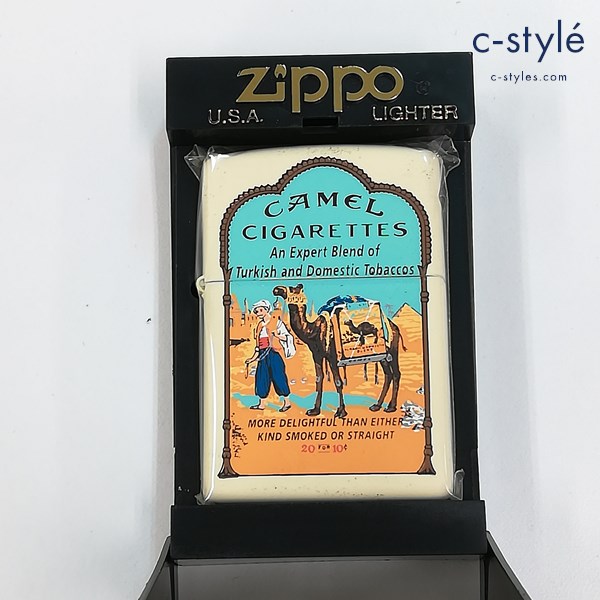 c-stylé
c-styles.com
zippo
U.S.A. LIGHTER
CAMEL
CIGARETTES
An Expert Blend of
Turkish and Domestic Tobaccos
MORE DELIGHTFUL THAN EITHER
KIND SMOKED OR STRAIGHT
20 FOR 10¢